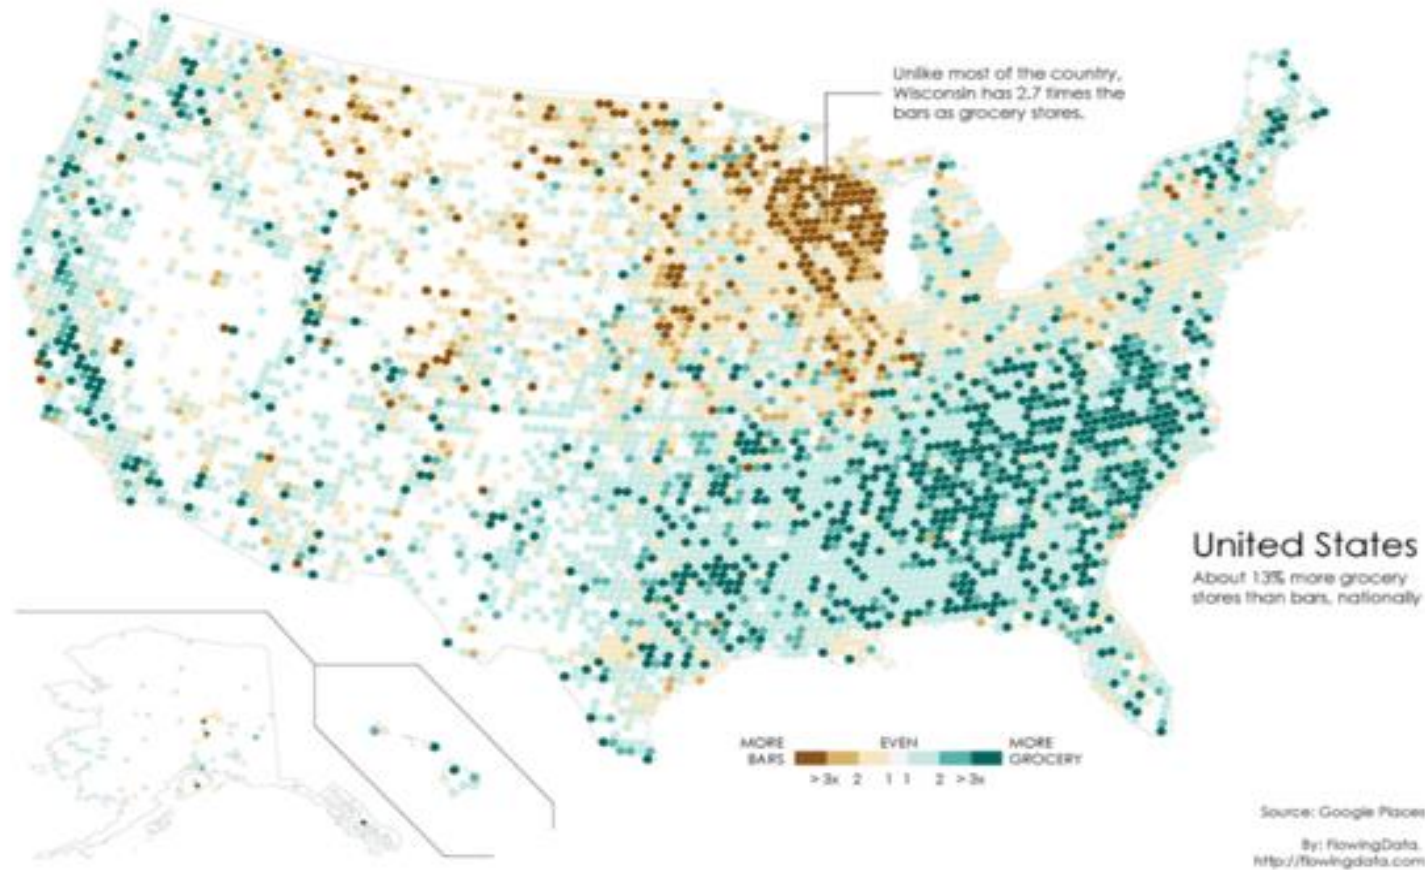 Unlike most of the country,
Wisconsin has 2.7 times the
bars as grocery stores.
United States
About 13% more grocery
stores than bars, nationally
MORE BARS
EVEN
MORE GROCERY
>3x 2 1 1 2 >3x
Source: Google Places
By: FlowingData,
http://flowingdata.com